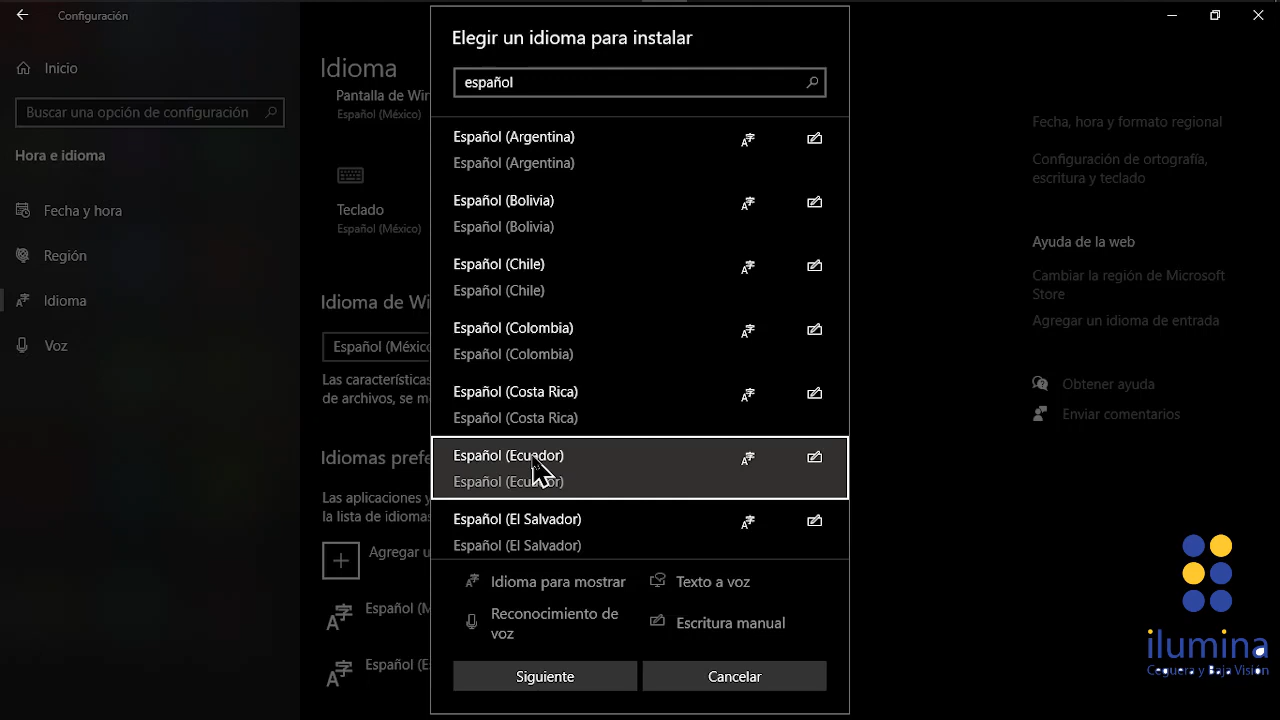 Configuración
Inicio
Buscar una opción de configuración
Hora e idioma
Fecha y hora
Región
Idioma
Voz
Idioma
Pantalla de Wir
Español (México)
Teclado
Español (México)
Idioma de Wi
Español (Méxic
Las características
de archivos, se m
Idiomas prefe
Las aplicaciones y
la lista de idiomas
Agregar u
Español (M
Español (E
Elegir un idioma para instalar
español
Español (Argentina)
Español (Argentina)
Español (Bolivia)
Español (Bolivia)
Español (Chile)
Español (Chile)
Español (Colombia)
Español (Colombia)
Español (Costa Rica)
Español (Costa Rica)
Español (Ecuador)
Español (Ecuador)
Español (El Salvador)
Español (El Salvador)
Idioma para mostrar
Texto a voz
Reconocimiento de
voz
Escritura manual
Siguiente
Cancelar
Fecha, hora y formato regional
Configuración de ortografía,
escritura y teclado
Ayuda de la web
Cambiar la región de Microsoft
Store
Agregar un idioma de entrada
Obtener ayuda
Enviar comentarios
ilumina
Ceguera y Baja Visión